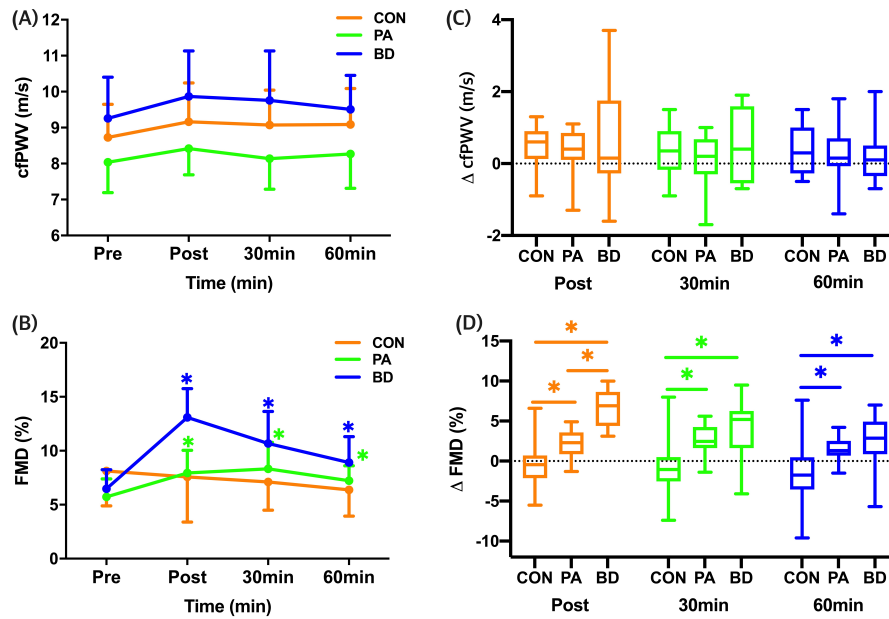 (A)
CON
PA
BD
cfPWV (m/s)
12
11
10
9
8
7
6
Pre Post 30min 60min
Time (min)
(C)
Δ cfPWV (m/s)
4
2
0
-2
CON PA BD CON PA BD CON PA BD
Post 30min 60min
(B)
CON
PA
BD
FMD (%)
20
15
10
5
0
* * *
* * *
Pre Post 30min 60min
Time (min)
(D)
Δ FMD (%)
15
10
5
0
-5
-10
* * *
* * * *
CON PA BD CON PA BD CON PA BD
Post 30min 60min